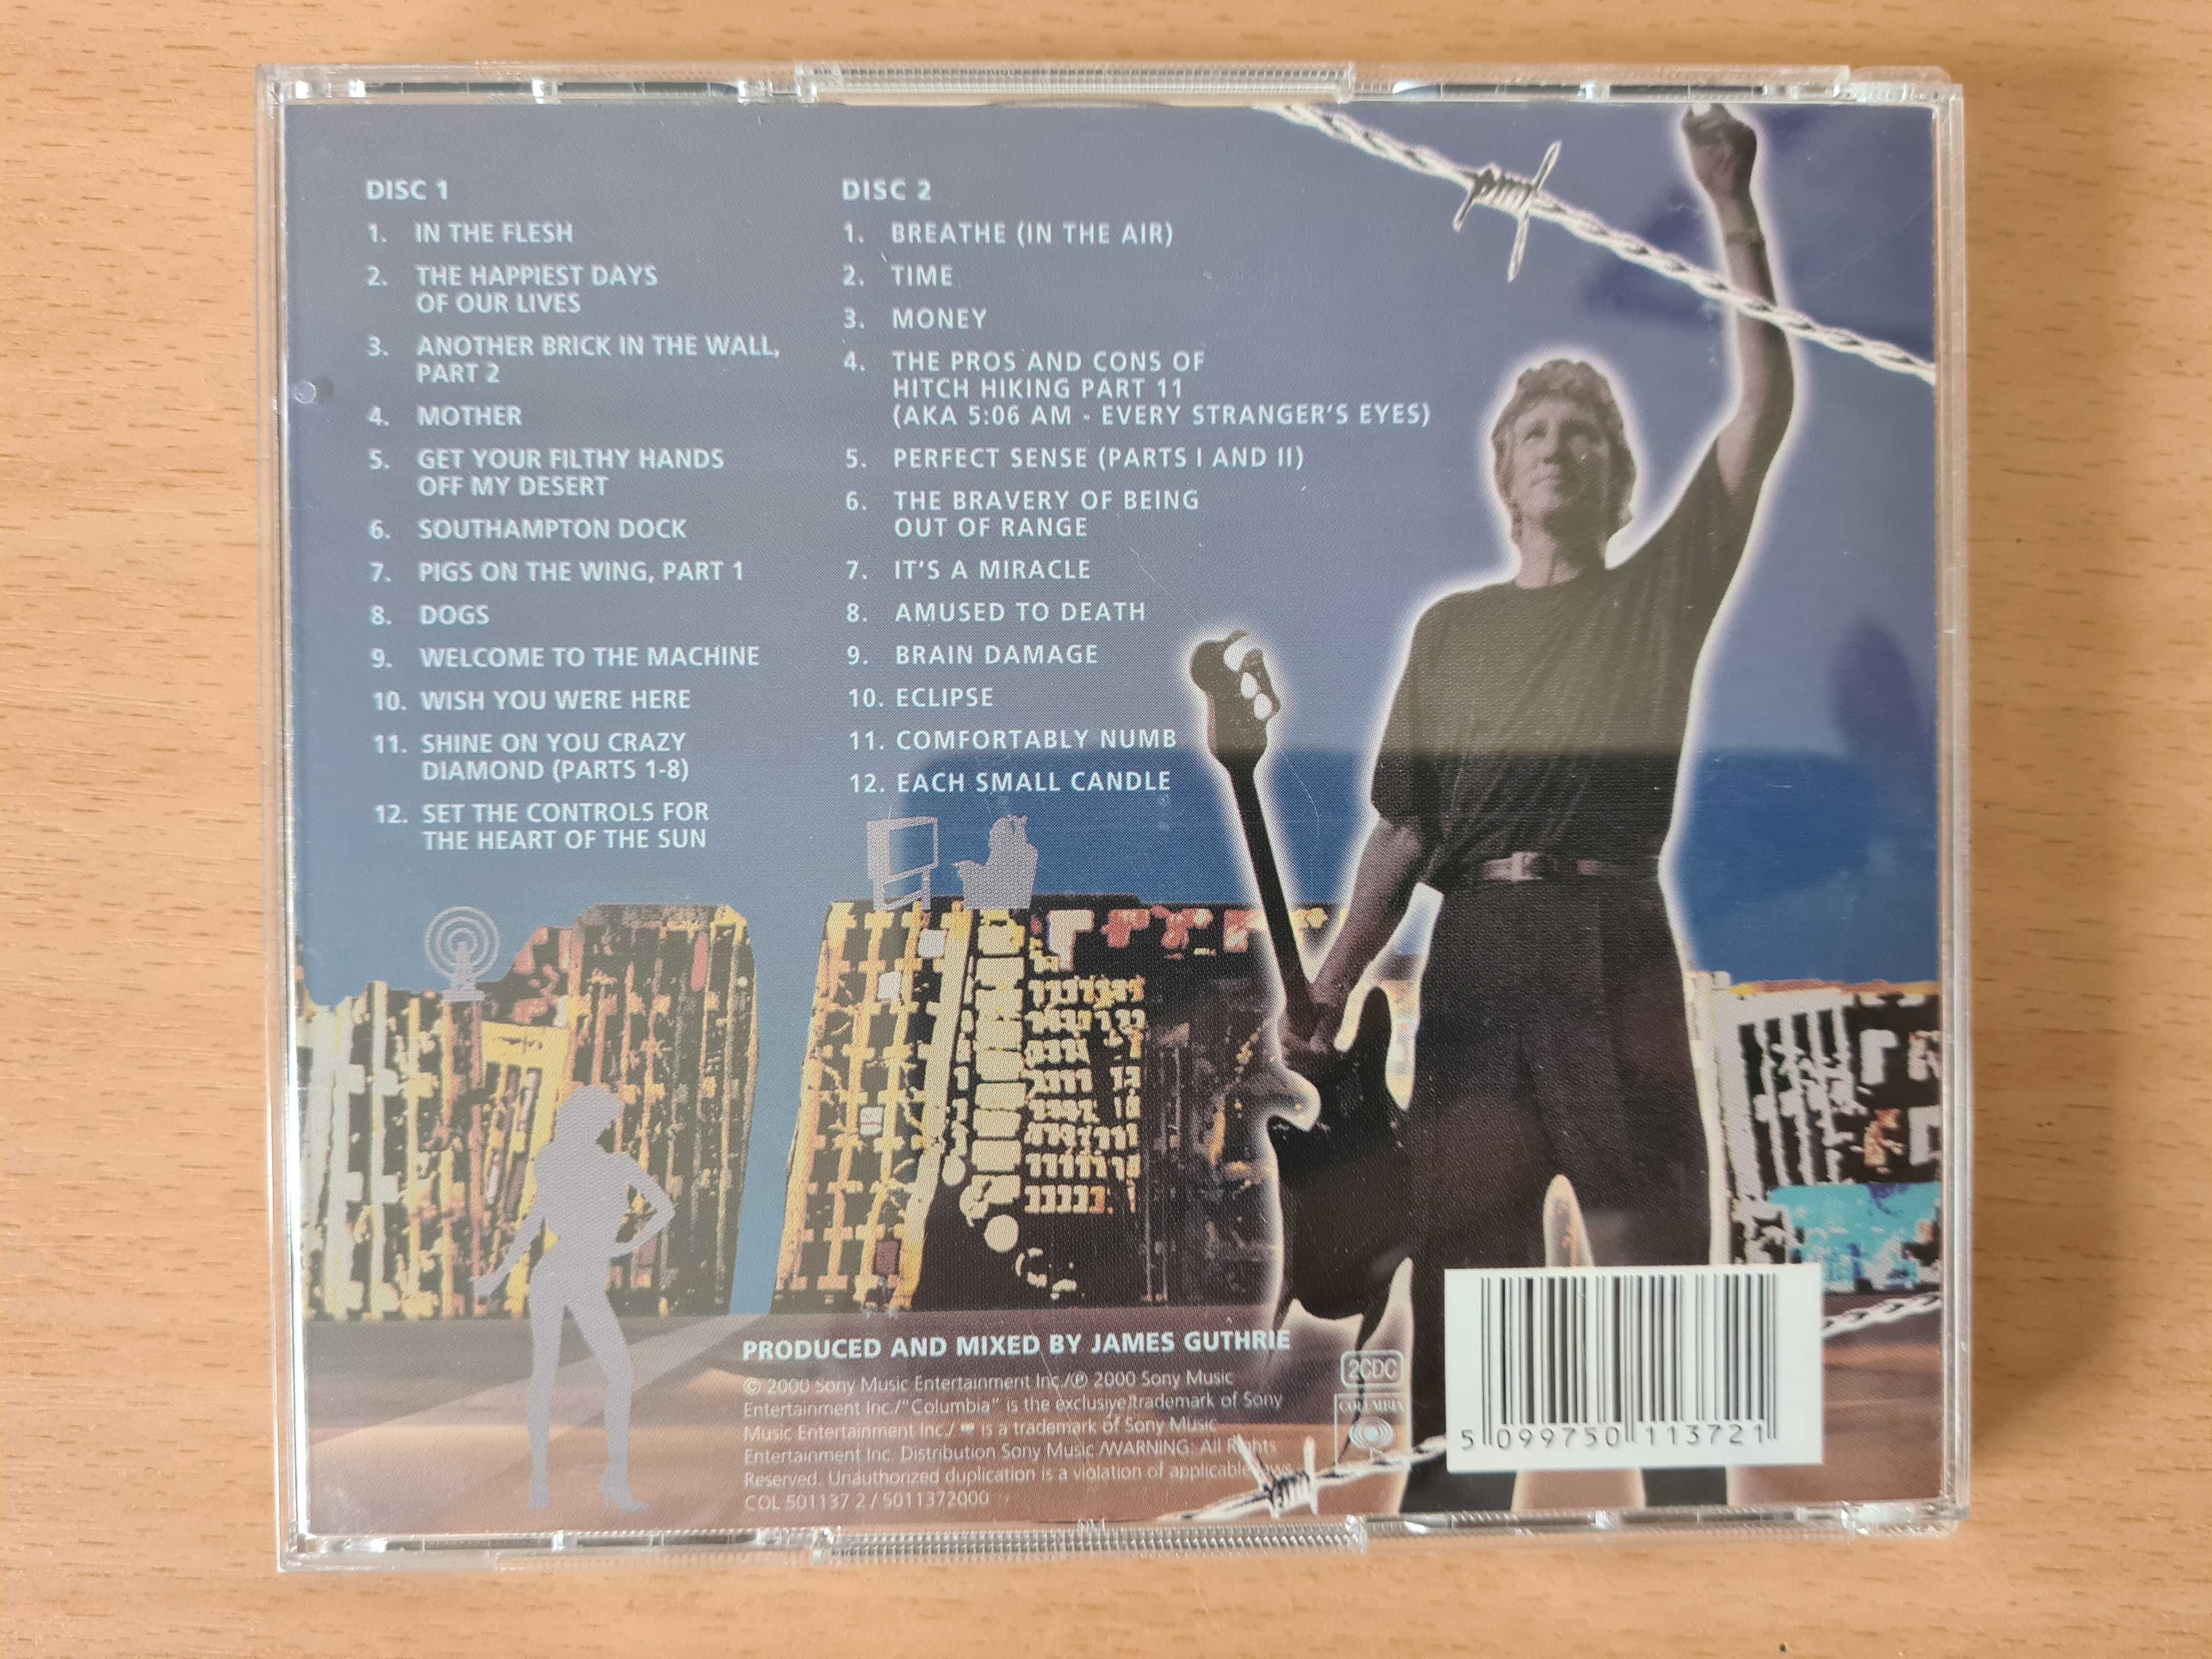 DISC 1
1. IN THE FLESH
2. THE HAPPIEST DAYS
OF OUR LIVES
3. ANOTHER BRICK IN THE WALL,
PART 2
4. MOTHER
5. GET YOUR FILTHY HANDS
OFF MY DESERT
6. SOUTHAMPTON DOCK
7. PIGS ON THE WING, PART 1
8. DOGS
9. WELCOME TO THE MACHINE
10. WISH YOU WERE HERE
11. SHINE ON YOU CRAZY
DIAMOND (PARTS 1-8)
12. SET THE CONTROLS FOR
THE HEART OF THE SUN
DISC 2
1. BREATHE (IN THE AIR)
2. TIME
3. MONEY
4. THE PROS AND CONS OF
HITCH HIKING PART 11
(AKA 5:06 AM - EVERY STRANGER'S EYES)
5. PERFECT SENSE (PARTS I AND II)
6. THE BRAVERY OF BEING
OUT OF RANGE
7. IT'S A MIRACLE
8. AMUSED TO DEATH
9. BRAIN DAMAGE
10. ECLIPSE
11. COMFORTABLY NUMB
12. EACH SMALL CANDLE
PRODUCED AND MIXED BY JAMES GUTHRIE
© 2000 Sony Music Entertainment Inc./℗ 2000 Sony Music
Entertainment Inc./"Columbia" is the exclusive trademark of Sony
Music Entertainment Inc./ is a trademark of Sony Music
Entertainment Inc. Distribution Sony Music /WARNING: All Rights
Reserved. Unauthorized duplication is a violation of applicable
COL 501137 2 / 5011372000
2CDC
COLUMBIA
5 099750 113721